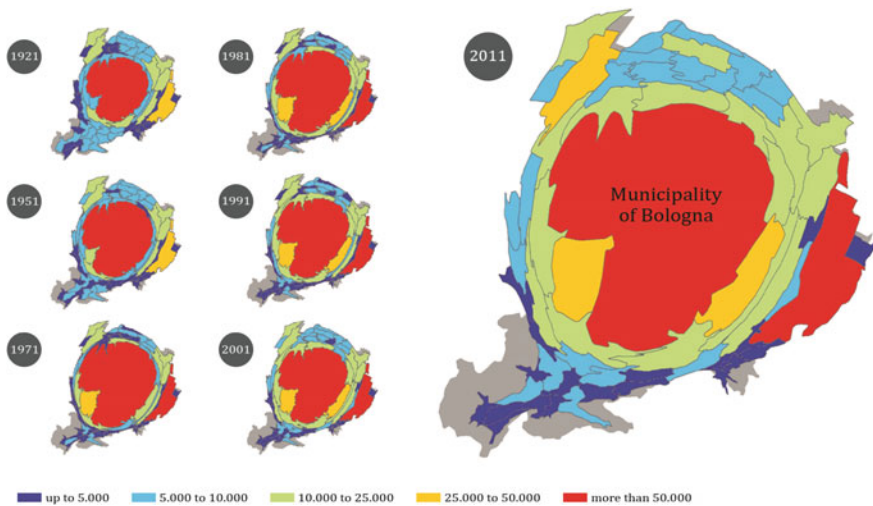 1921
1981
2011
1951
1991
1971
2001
Municipality
of Bologna
up to 5.000
5.000 to 10.000
10.000 to 25.000
25.000 to 50.000
more than 50.000